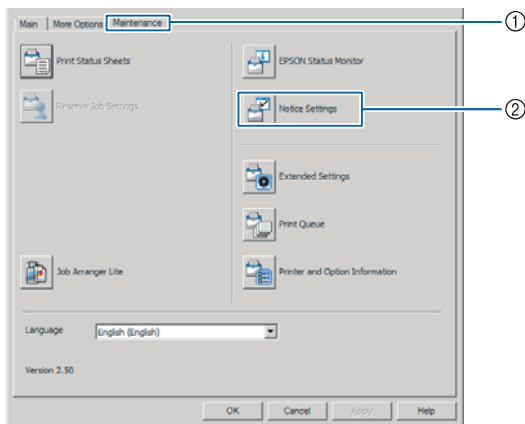 Main More Options Maintenance
①
Print Status Sheets
EPSON Status Monitor
Reserve Job Settings
Notice Settings
②
Extended Settings
Print Queue
Job Arranger Lite
Printer and Option Information
Language English (English)
Version 2.50
OK Cancel Apply Help